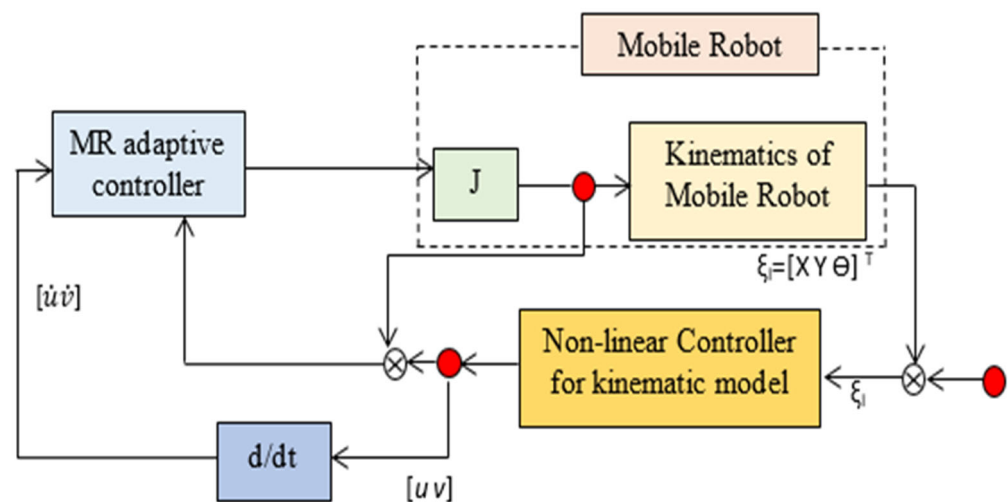 Mobile Robot
MR adaptive
controller
J
Kinematics of
Mobile Robot
ξI=[X Y Θ] T
[u̇v̇]
Non-linear Controller
for kinematic model
ξI
d/dt
[u v]